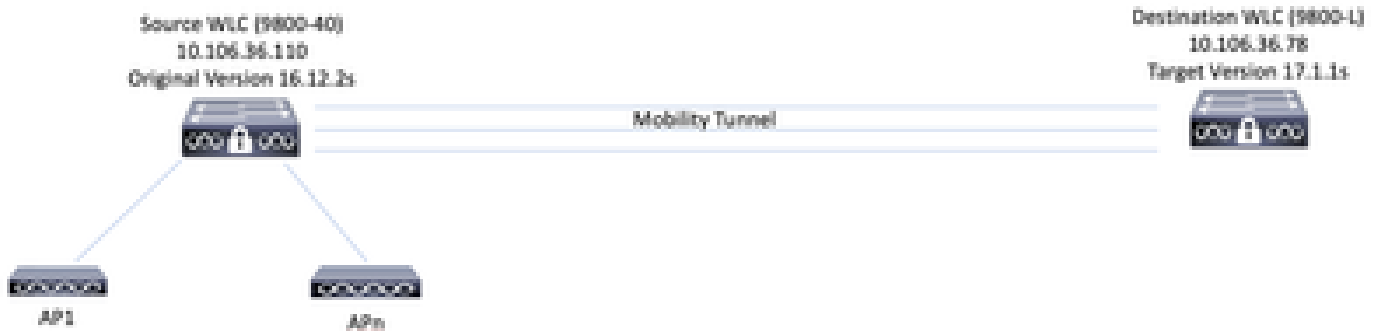 Source WLC (9800-40)
10.106.36.110
Original Version 16.12.2s
Destination WLC (9800-L)
10.106.36.78
Target Version 17.1.1s
Mobility Tunnel
AP1
APn